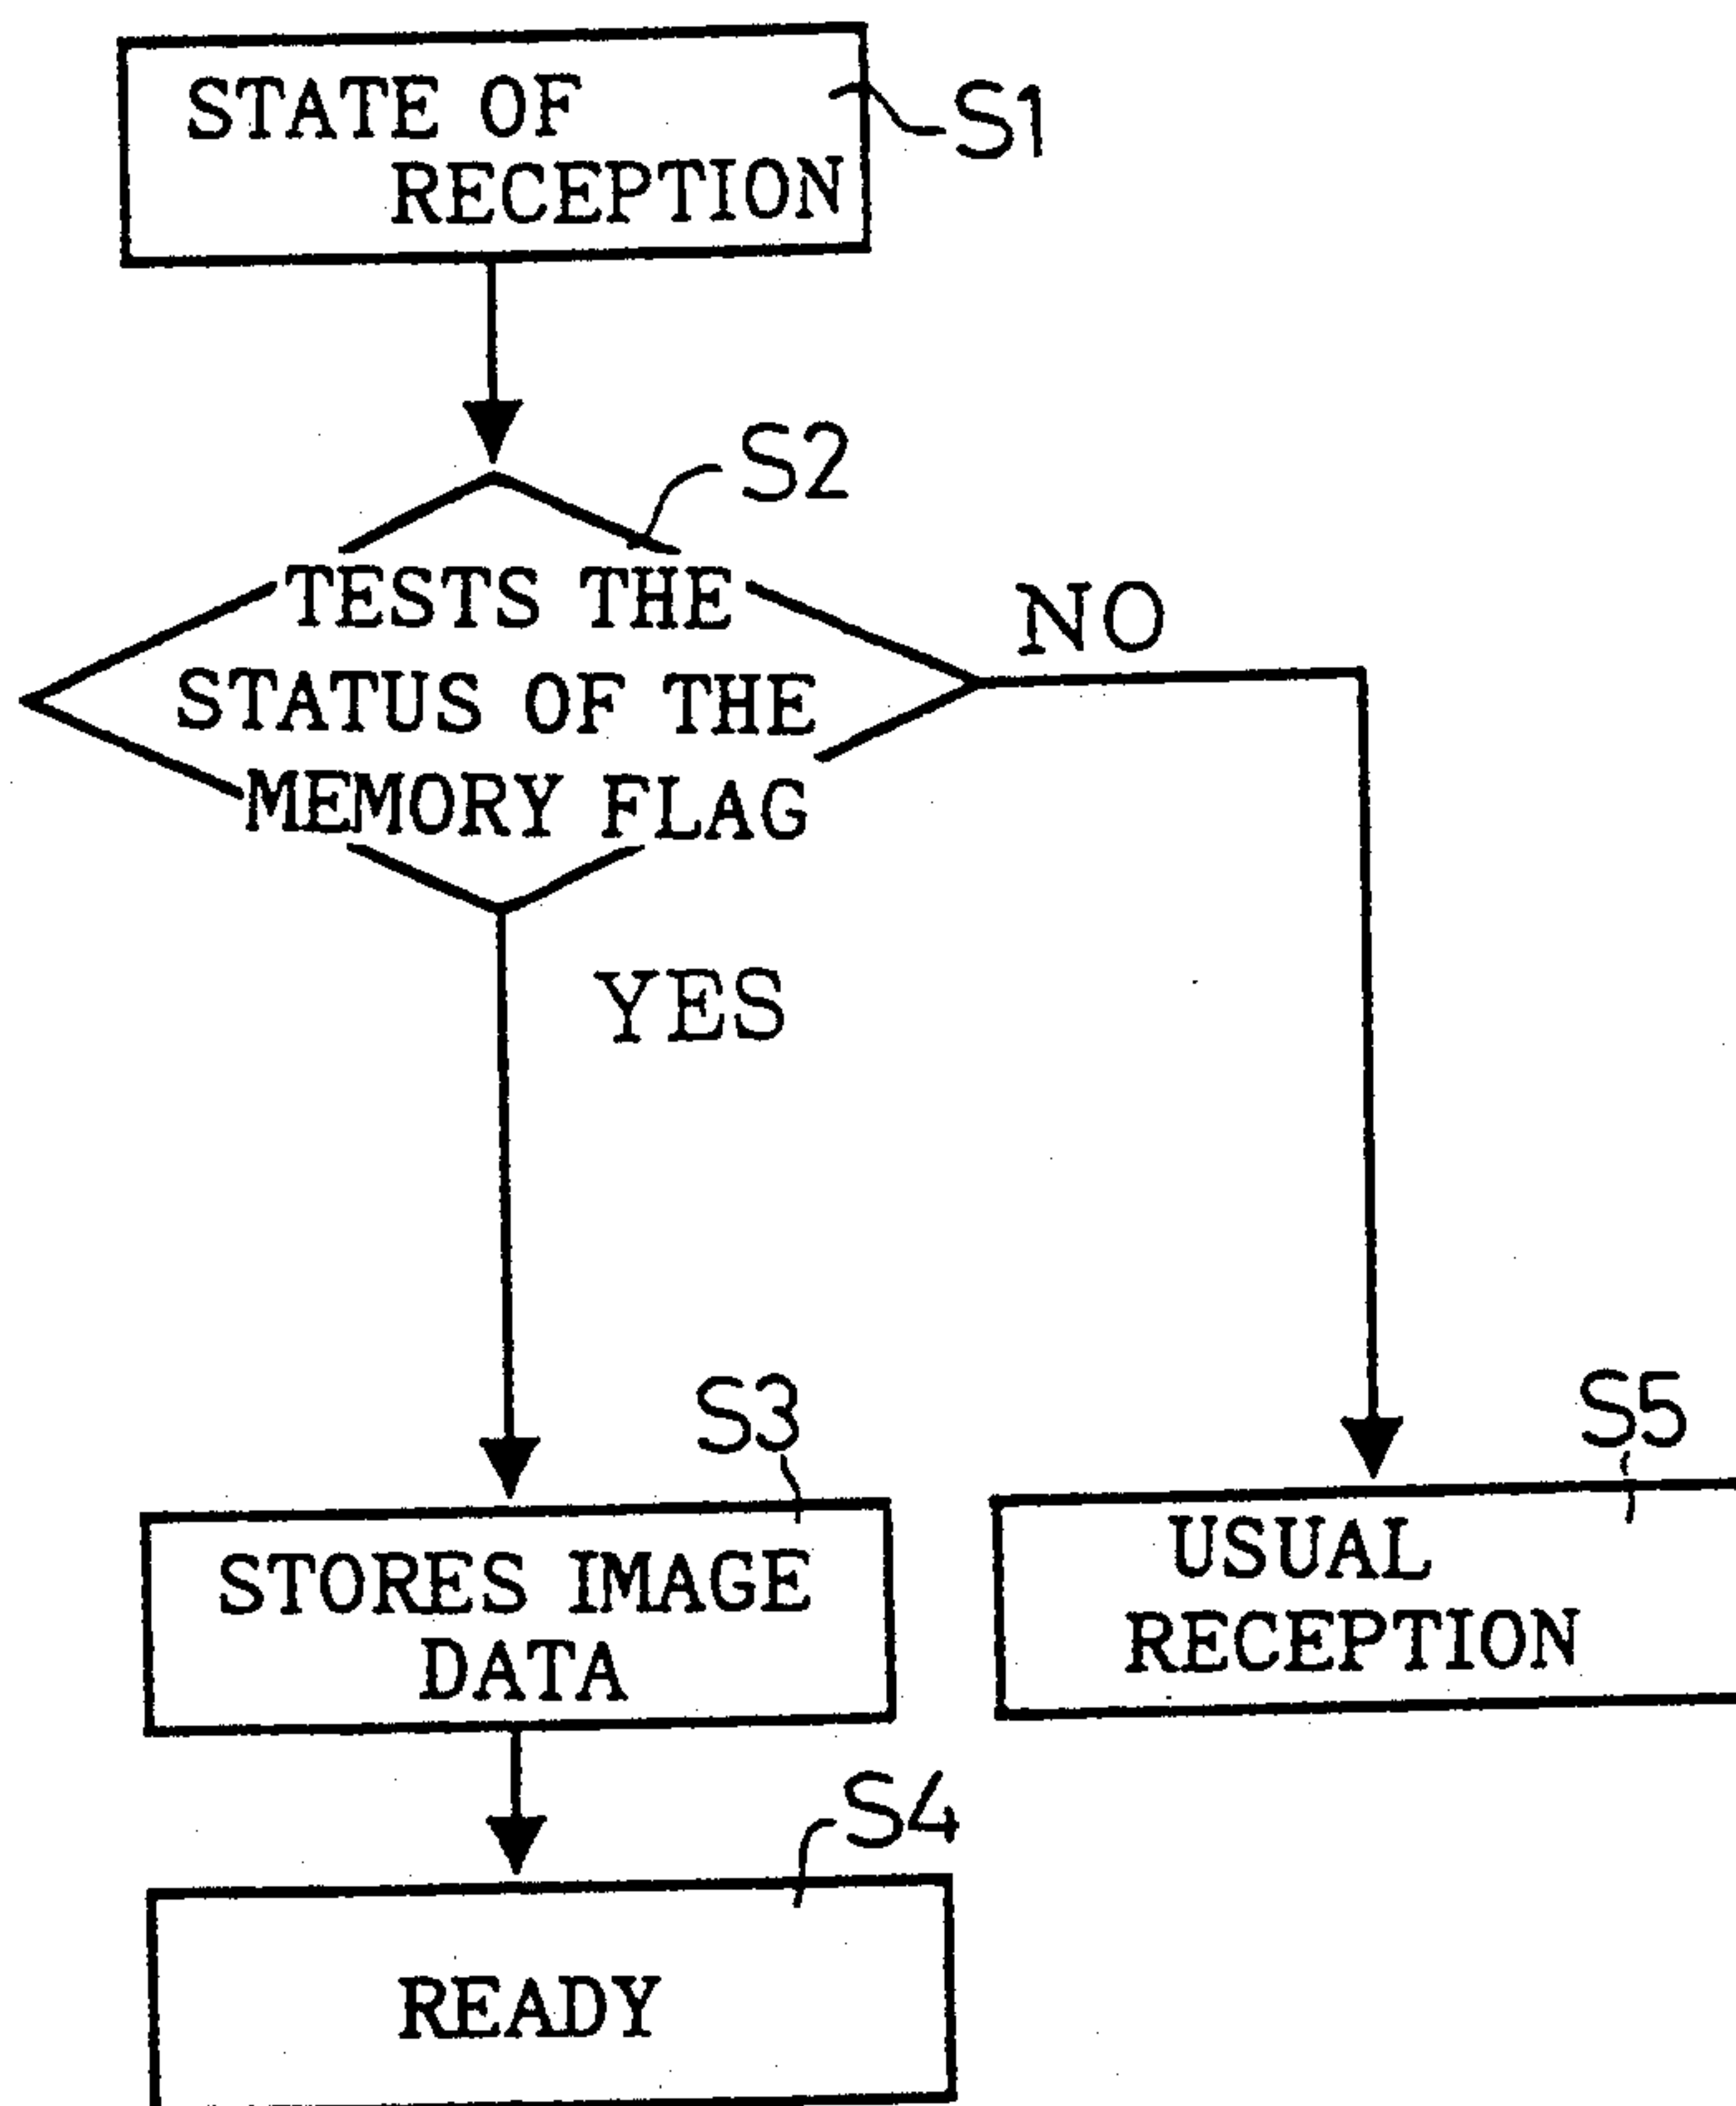 STATE OF
RECEPTION
S1
S2
TESTS THE
STATUS OF THE
MEMORY FLAG
NO
YES
S3
STORES IMAGE
DATA
S5
USUAL
RECEPTION
S4
READY